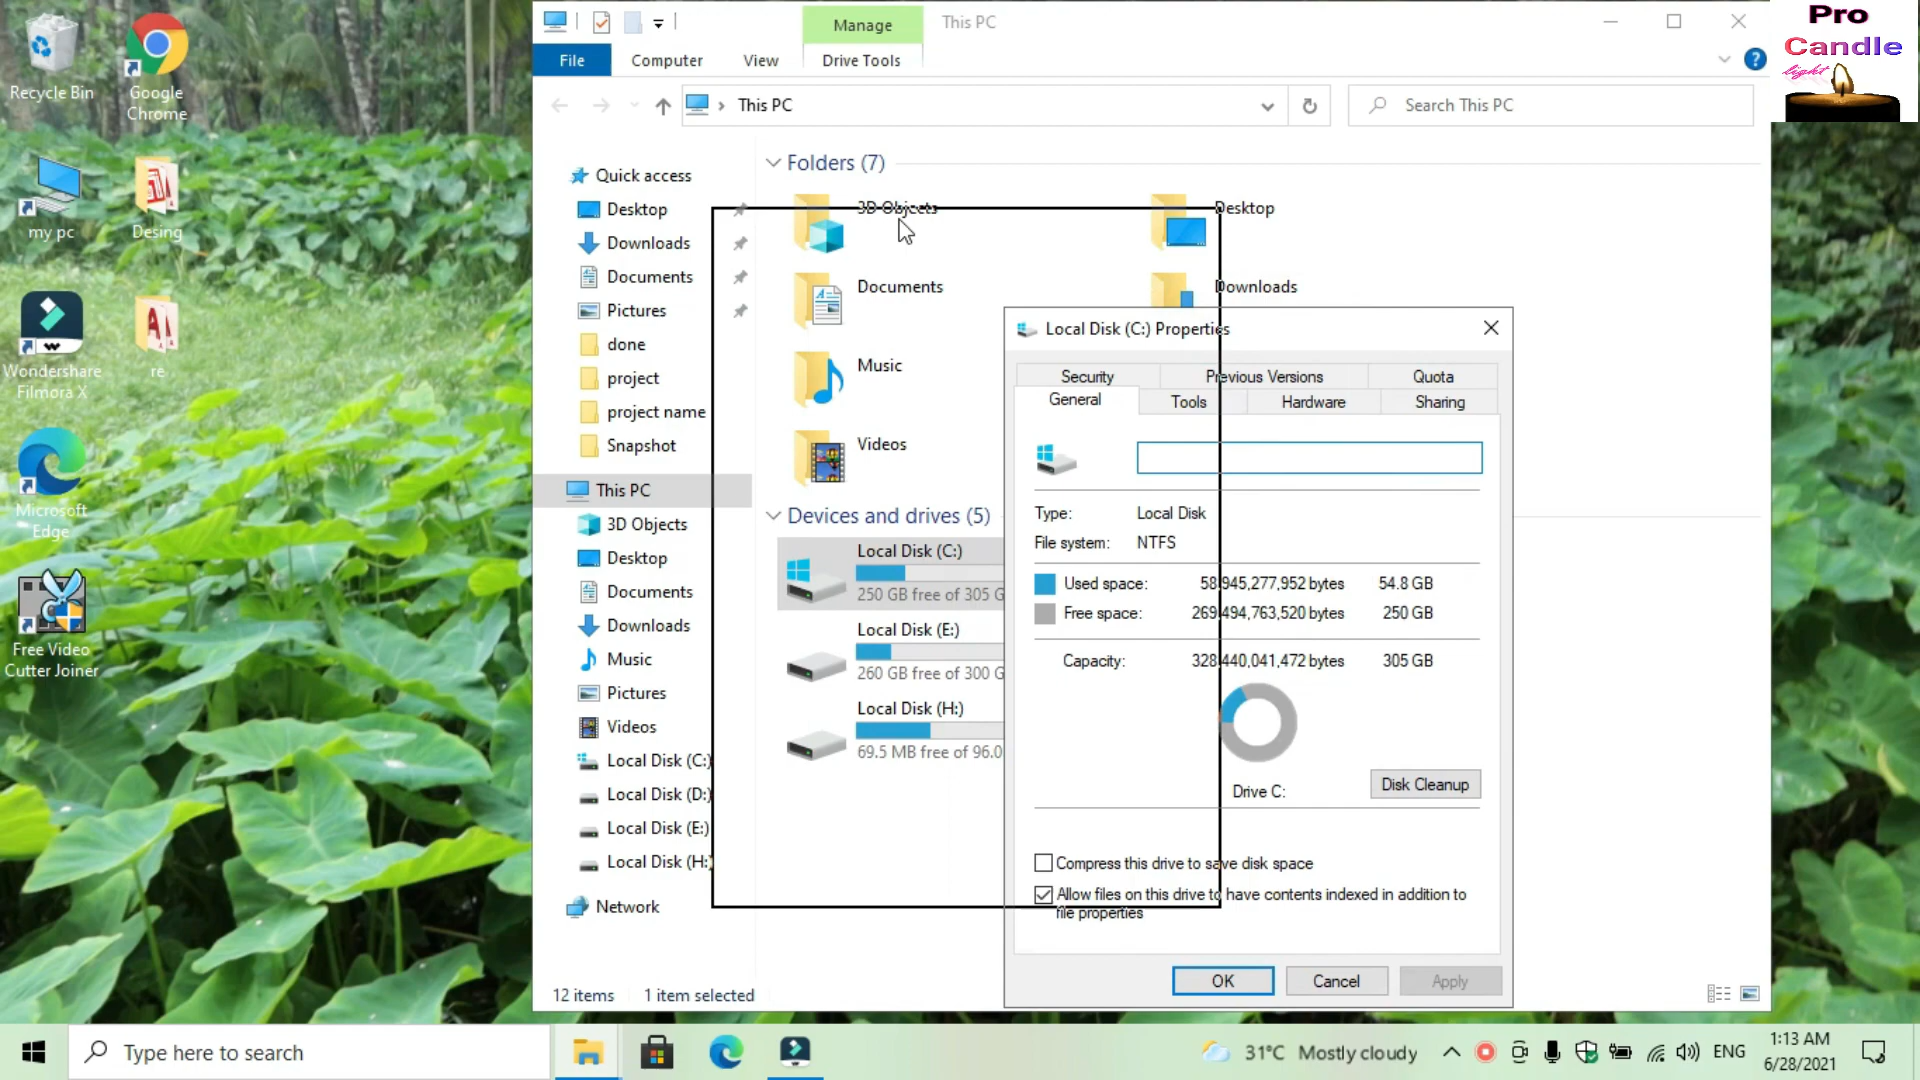 Recycle Bin
Google
Chrome
my pc
Desing
Wondershare
Filmora X
re
Microsoft
Edge
Free Video
Cutter Joiner
Manage
This PC
File
Computer
View
Drive Tools
This PC
Search This PC
Pro
Candle
light
Quick access
Desktop
Downloads
Documents
Pictures
done
project
project name
Snapshot
This PC
3D Objects
Desktop
Documents
Downloads
Music
Pictures
Videos
Local Disk (C:)
Local Disk (D:)
Local Disk (E:)
Local Disk (H:)
Network
Folders (7)
3D Objects
Desktop
Documents
Downloads
Music
Videos
Devices and drives (5)
Local Disk (C:)
250 GB free of 305 G
Local Disk (E:)
260 GB free of 300 G
Local Disk (H:)
69.5 MB free of 96.0
Local Disk (C:) Properties
Security
Previous Versions
Quota
General
Tools
Hardware
Sharing
Type: Local Disk
File system: NTFS
Used space: 58,945,277,952 bytes 54.8 GB
Free space: 269,494,763,520 bytes 250 GB
Capacity: 328,440,041,472 bytes 305 GB
Drive C:
Disk Cleanup
Compress this drive to save disk space
Allow files on this drive to have contents indexed in addition to
file properties
OK
Cancel
Apply
12 items
1 item selected
Type here to search
31°C Mostly cloudy
ENG
1:13 AM
6/28/2021